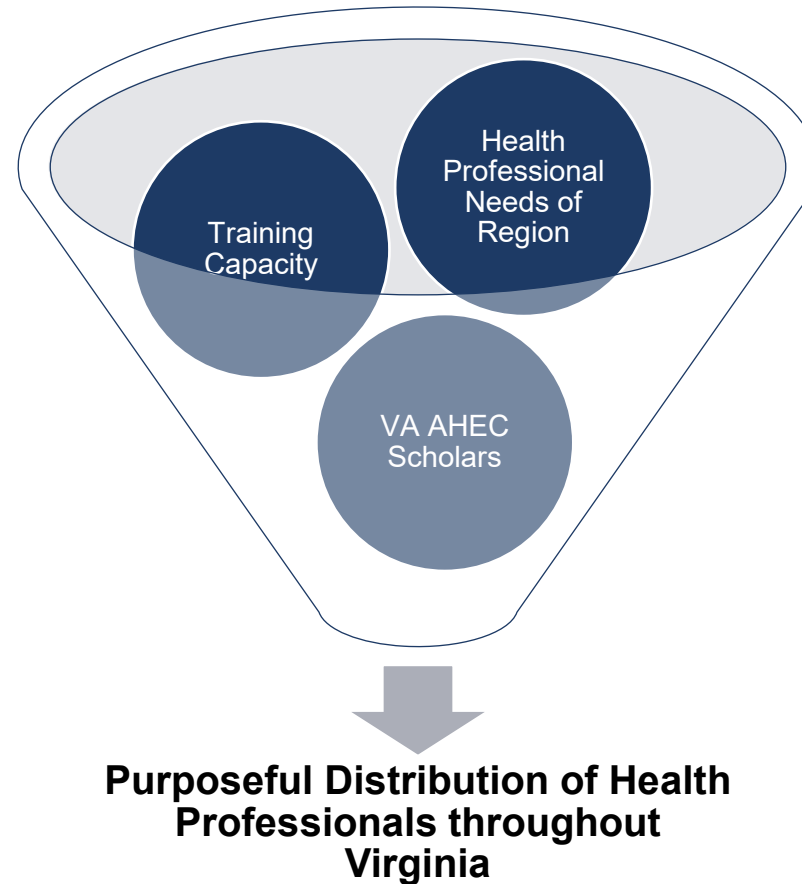 Health
Professional
Needs of
Region
Training
Capacity
VA AHEC
Scholars
Purposeful Distribution of Health
Professionals throughout
Virginia